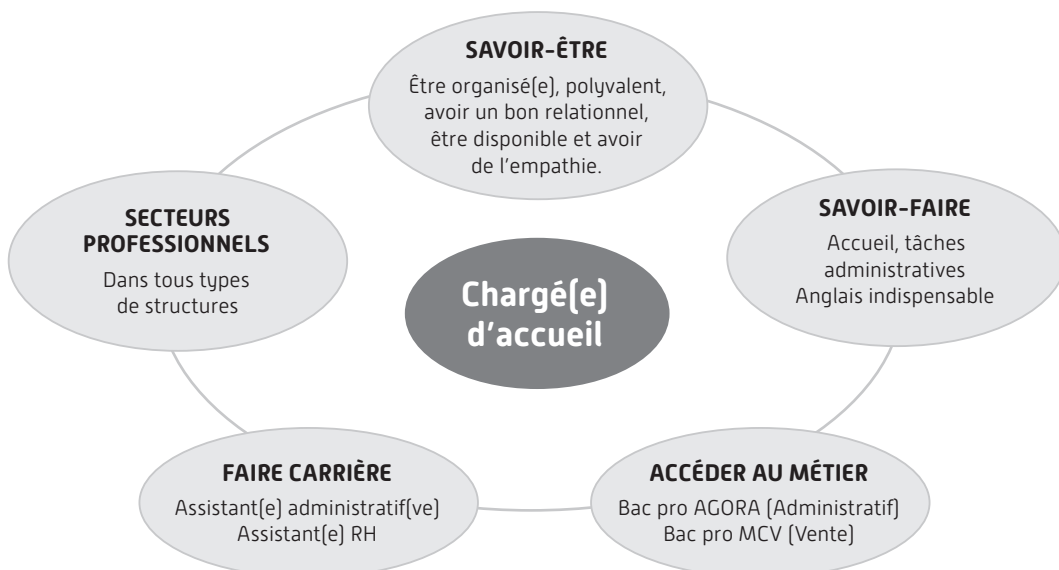 SAVOIR-ÊTRE
Être organisé(e), polyvalent,
avoir un bon relationnel,
être disponible et avoir
de l'empathie.
SECTEURS
PROFESSIONNELS
Dans tous types
de structures
SAVOIR-FAIRE
Accueil, tâches
administratives
Anglais indispensable
Chargé(e)
d'accueil
FAIRE CARRIÈRE
Assistant(e) administratif(ve)
Assistant(e) RH
ACCÉDER AU MÉTIER
Bac pro AGORA (Administratif)
Bac pro MCV (Vente)